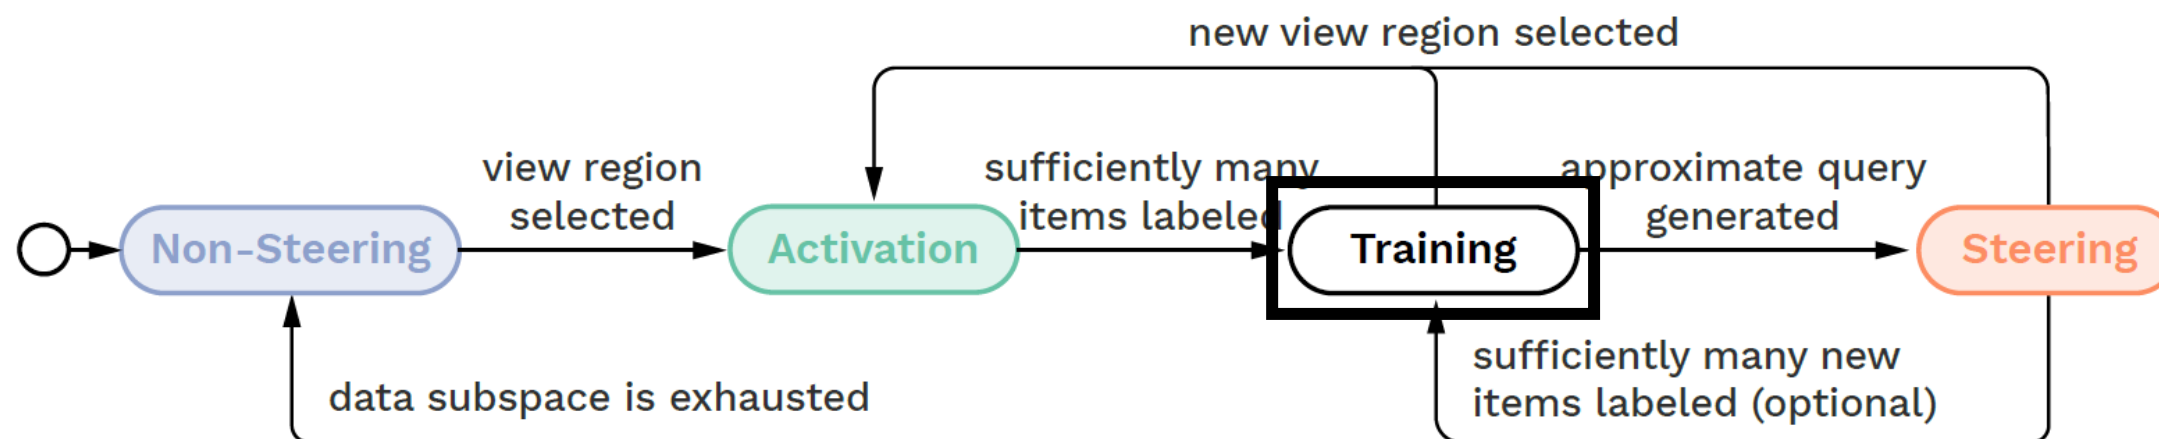 new view region selected
view region
selected
sufficiently many
items labeled
approximate query
generated
Non-Steering
Activation
Training
Steering
data subspace is exhausted
sufficiently many new
items labeled (optional)